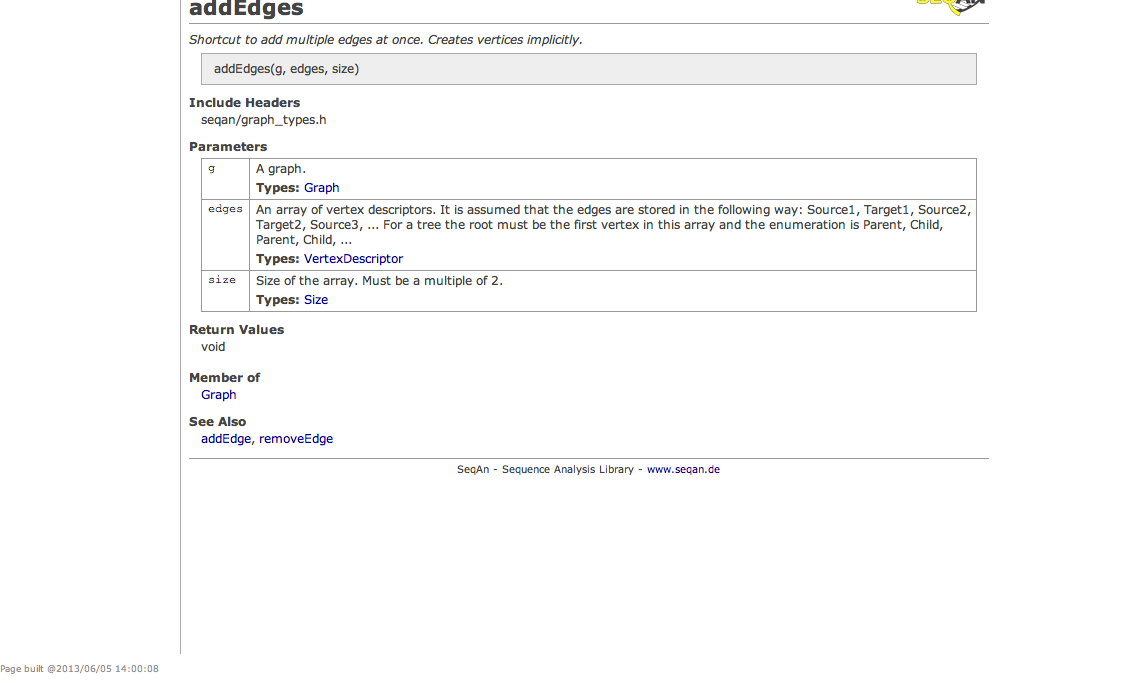 addEdges
Shortcut to add multiple edges at once. Creates vertices implicitly.
addEdges(g, edges, size)
Include Headers
seqan/graph_types.h
Parameters
g
A graph.
Types: Graph
edges
An array of vertex descriptors. It is assumed that the edges are stored in the following way: Source1, Target1, Source2,
Target2, Source3, ... For a tree the root must be the first vertex in this array and the enumeration is Parent, Child,
Parent, Child, ...
Types: VertexDescriptor
size
Size of the array. Must be a multiple of 2.
Types: Size
Return Values
void
Member of
Graph
See Also
addEdge, removeEdge
SeqAn - Sequence Analysis Library - www.seqan.de
Page built @2013/06/05 14:00:08